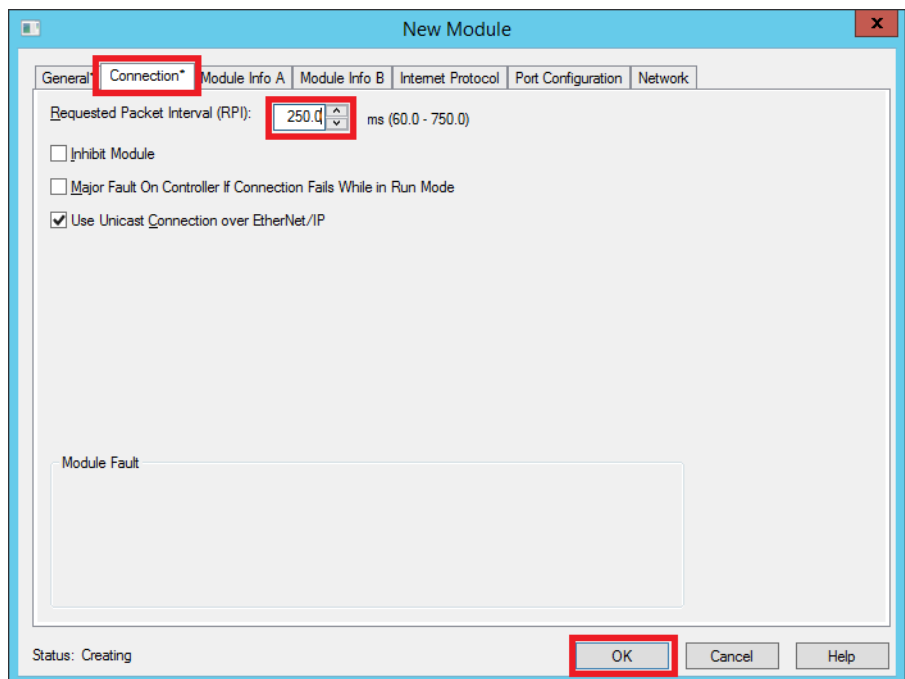 New Module
x
General* Connection* Module Info A Module Info B Internet Protocol Port Configuration Network
Requested Packet Interval (RPI): 250.0 ms (60.0 - 750.0)
Inhibit Module
Major Fault On Controller If Connection Fails While in Run Mode
Use Unicast Connection over EtherNet/IP
Module Fault
Status: Creating OK Cancel Help